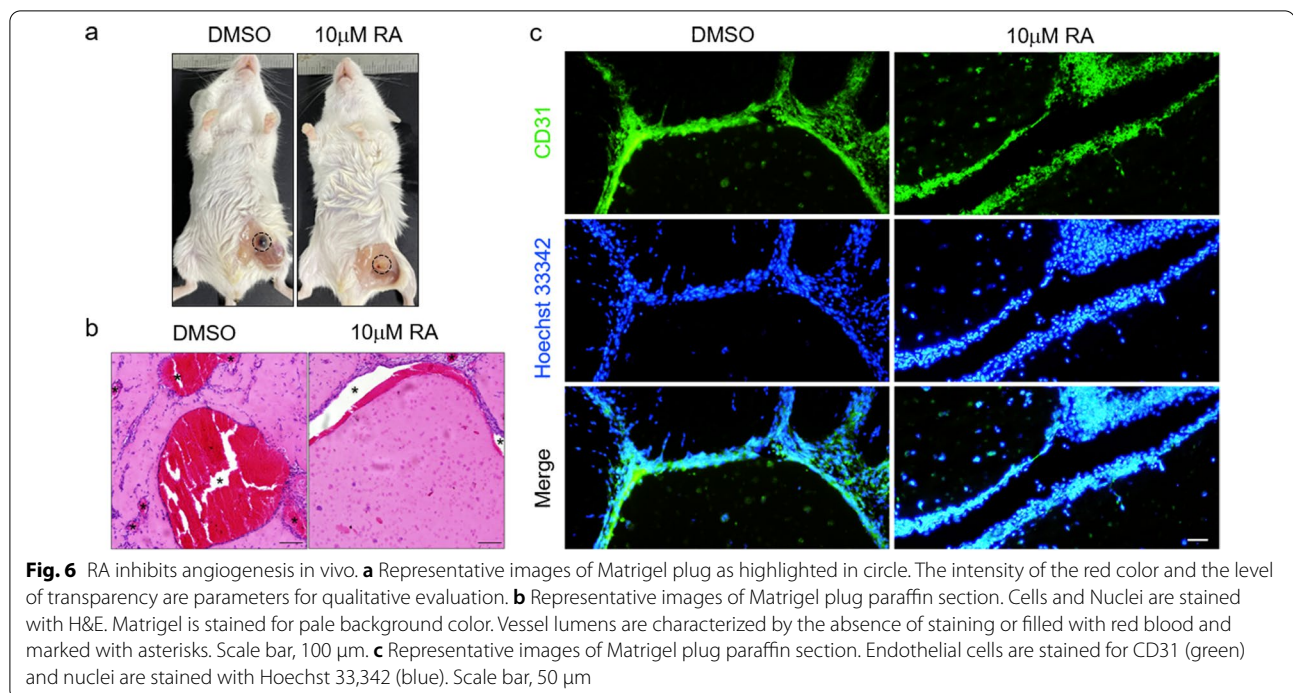 a
DMSO
10µM RA
b
DMSO
10µM RA
*
*
*
*
*
*
*
*
*
c
DMSO
10µM RA
CD31
Hoechst 33342
Merge
Fig. 6 RA inhibits angiogenesis in vivo. a Representative images of Matrigel plug as highlighted in circle. The intensity of the red color and the level
of transparency are parameters for qualitative evaluation. b Representative images of Matrigel plug paraffin section. Cells and Nuclei are stained
with H&E. Matrigel is stained for pale background color. Vessel lumens are characterized by the absence of staining or filled with red blood and
marked with asterisks. Scale bar, 100 µm. c Representative images of Matrigel plug paraffin section. Endothelial cells are stained for CD31 (green)
and nuclei are stained with Hoechst 33,342 (blue). Scale bar, 50 µm